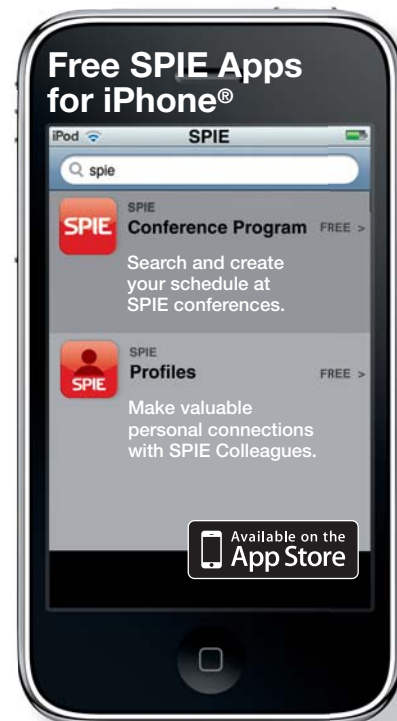 Free SPIE Apps
for iPhone®
iPod SPIE
spie
SPIE
SPIE
Conference Program FREE >
Search and create
your schedule at
SPIE conferences.
SPIE
SPIE
Profiles FREE >
Make valuable
personal connections
with SPIE Colleagues.
Available on the
App Store